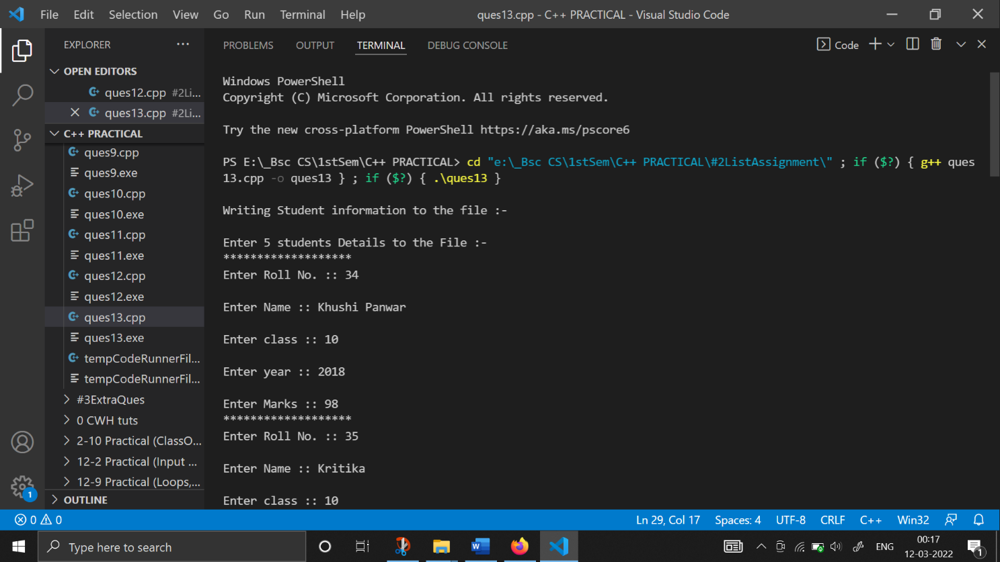 File Edit Selection View Go Run Terminal Help ques13.cpp - C++ PRACTICAL - Visual Studio Code
EXPLORER
PROBLEMS OUTPUT TERMINAL DEBUG CONSOLE Code
OPEN EDITORS
ques12.cpp #2Li...
ques13.cpp #2Li...
C++ PRACTICAL
ques9.cpp
ques9.exe
ques10.cpp
ques10.exe
ques11.cpp
ques11.exe
ques12.cpp
ques12.exe
ques13.cpp
ques13.exe
tempCodeRunnerFil...
tempCodeRunnerFil...
#3ExtraQues
0 CWH tuts
2-10 Practical (ClassO...
12-2 Practical (Input ...
12-9 Practical (Loops,...
OUTLINE
Windows PowerShell
Copyright (C) Microsoft Corporation. All rights reserved.
Try the new cross-platform PowerShell https://aka.ms/pscore6
PS E:\_Bsc CS\1stSem\C++ PRACTICAL> cd "e:\_Bsc CS\1stSem\C++ PRACTICAL\#2ListAssignment\" ; if ($?) { g++ ques
13.cpp -o ques13 } ; if ($?) { .\ques13 }
Writing Student information to the file :-
Enter 5 students Details to the File :-
*******************
Enter Roll No. :: 34
Enter Name :: Khushi Panwar
Enter class :: 10
Enter year :: 2018
Enter Marks :: 98
*******************
Enter Roll No. :: 35
Enter Name :: Kritika
Enter class :: 10
1
0 0 Ln 29, Col 17 Spaces: 4 UTF-8 CRLF C++ Win32
Type here to search
W
ENG
00:17
12-03-2022
1